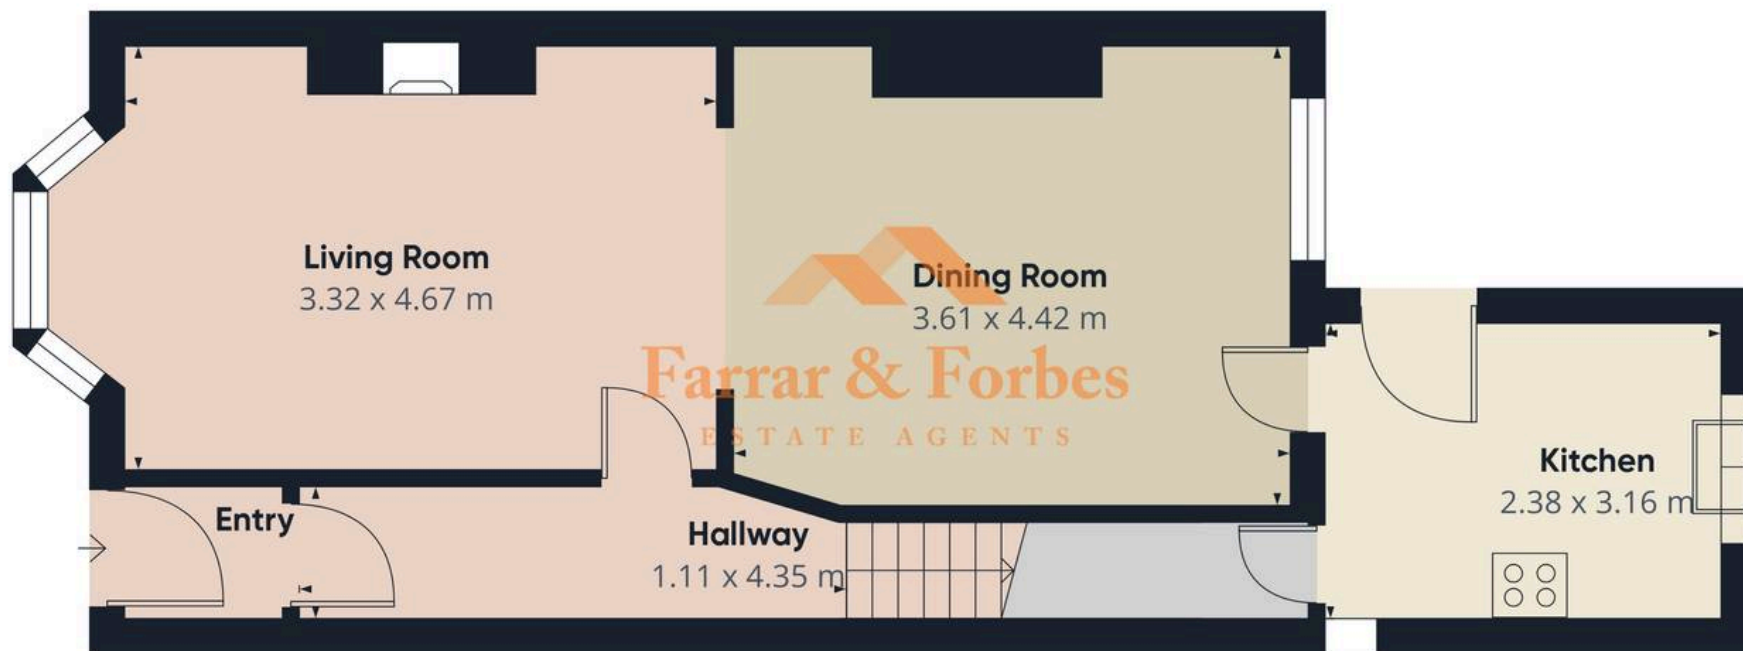 Living Room
3.32 x 4.67 m
Dining Room
3.61 x 4.42 m
Farrar & Forbes
ESTATE AGENTS
Kitchen
2.38 x 3.16 m
Entry
Hallway
1.11 x 4.35 m